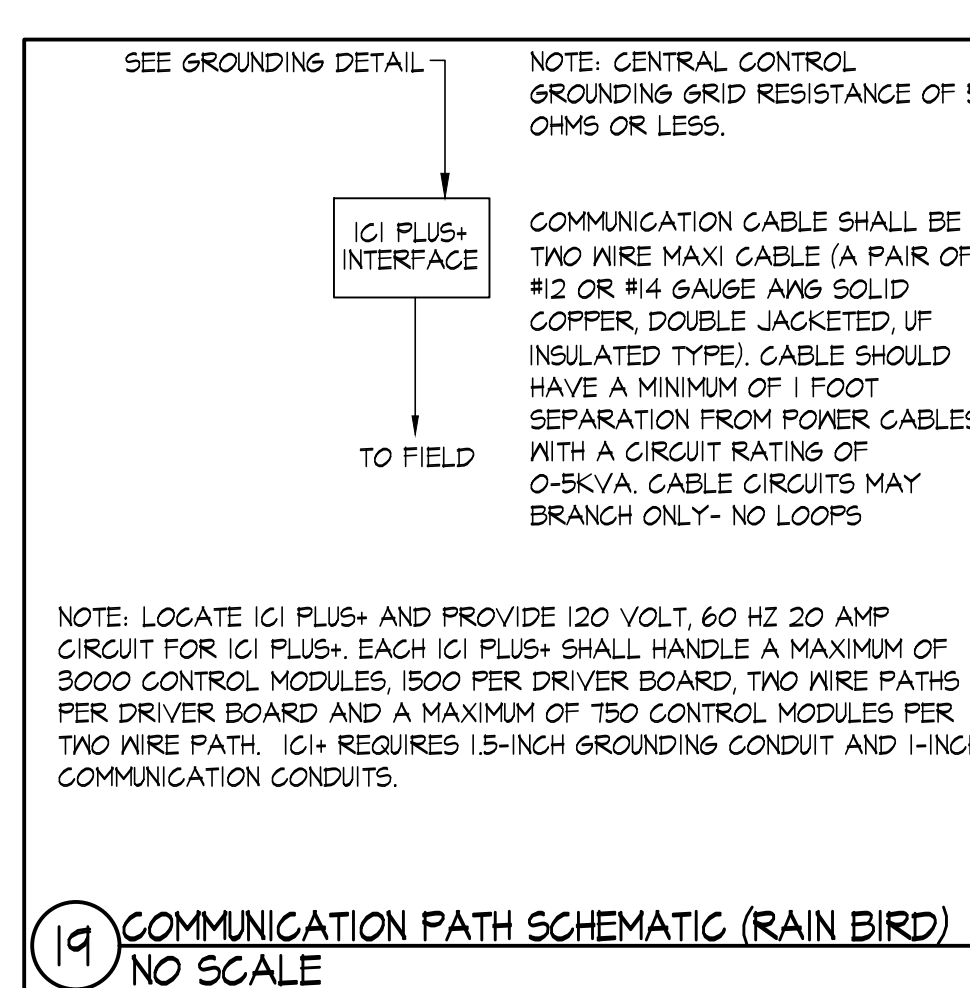 SEE GROUNDING DETAIL
NOTE: CENTRAL CONTROL
GROUNDING GRID RESISTANCE OF 5
OHMS OR LESS.
ICI PLUS+
INTERFACE
TO FIELD
COMMUNICATION CABLE SHALL BE
TWO WIRE MAXI CABLE (A PAIR OF
#12 OR #14 GAUGE AWG SOLID
COPPER, DOUBLE JACKETED, UF
INSULATED TYPE). CABLE SHOULD
HAVE A MINIMUM OF 1 FOOT
SEPARATION FROM POWER CABLES
WITH A CIRCUIT RATING OF
0-5KVA. CABLE CIRCUITS MAY
BRANCH ONLY- NO LOOPS
NOTE: LOCATE ICI PLUS+ AND PROVIDE 120 VOLT, 60 HZ 20 AMP
CIRCUIT FOR ICI PLUS+. EACH ICI PLUS+ SHALL HANDLE A MAXIMUM OF
3000 CONTROL MODULES, 1500 PER DRIVER BOARD, TWO WIRE PATHS
PER DRIVER BOARD AND A MAXIMUM OF 750 CONTROL MODULES PER
TWO WIRE PATH. ICI+ REQUIRES 1.5-INCH GROUNDING CONDUIT AND 1-INCH
COMMUNICATION CONDUITS.
19 COMMUNICATION PATH SCHEMATIC (RAIN BIRD)
NO SCALE